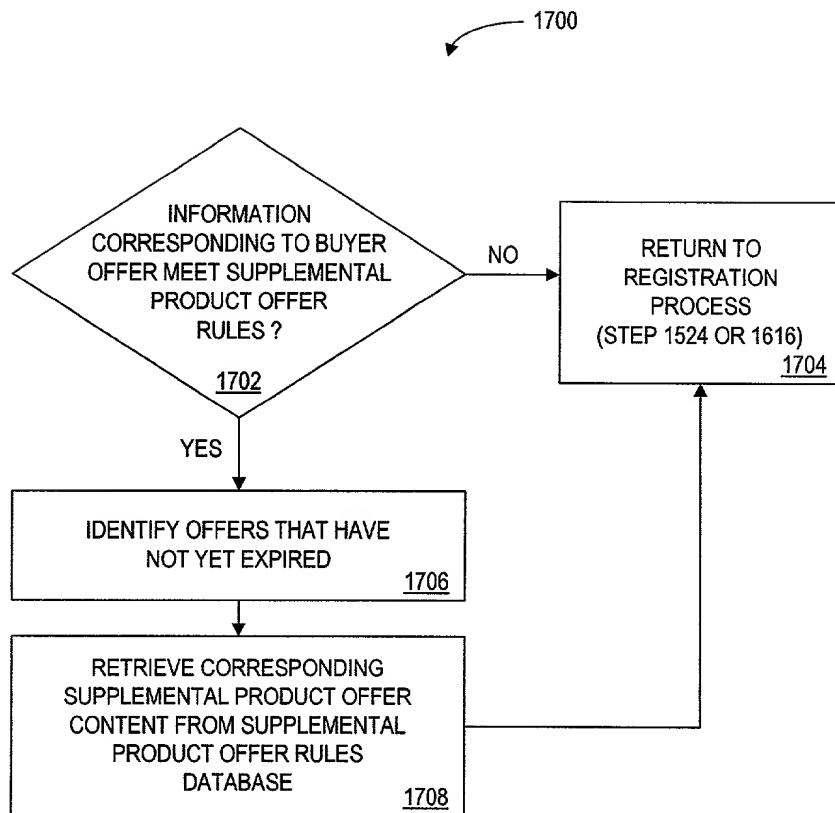 1700
INFORMATION
CORRESPONDING TO BUYER
OFFER MEET SUPPLEMENTAL
PRODUCT OFFER
RULES ?
1702
NO
RETURN TO
REGISTRATION
PROCESS
(STEP 1524 OR 1616)
1704
YES
IDENTIFY OFFERS THAT HAVE
NOT YET EXPIRED
1706
RETRIEVE CORRESPONDING
SUPPLEMENTAL PRODUCT OFFER
CONTENT FROM SUPPLEMENTAL
PRODUCT OFFER RULES
DATABASE
1708